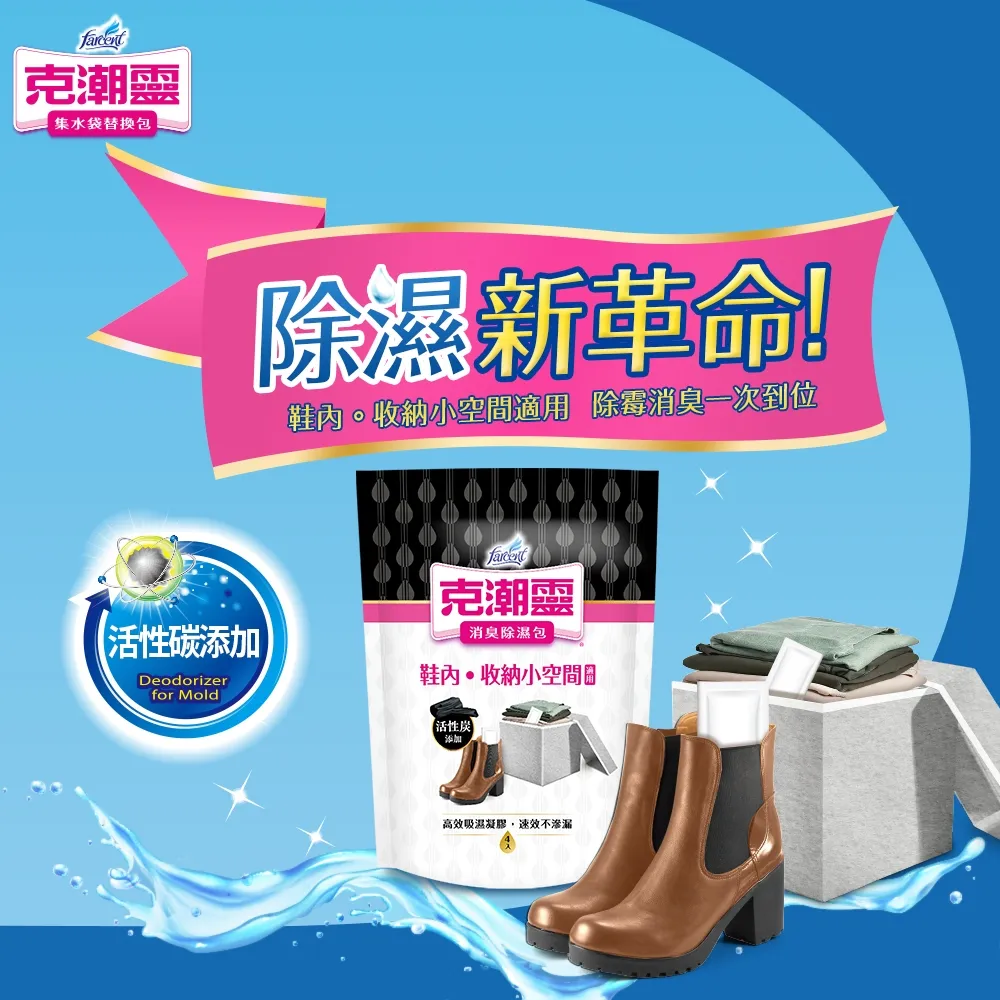 farcent
克潮靈
集水袋替換包
除濕新革命!
鞋內。收納小空間適用 除霉消臭一次到位
活性碳添加
Deodorizer
for Mold
farcent
克潮靈
消臭除濕包
鞋內•收納小空間適用
活性炭
添加
高效吸濕凝膠，速效不滲漏
4入